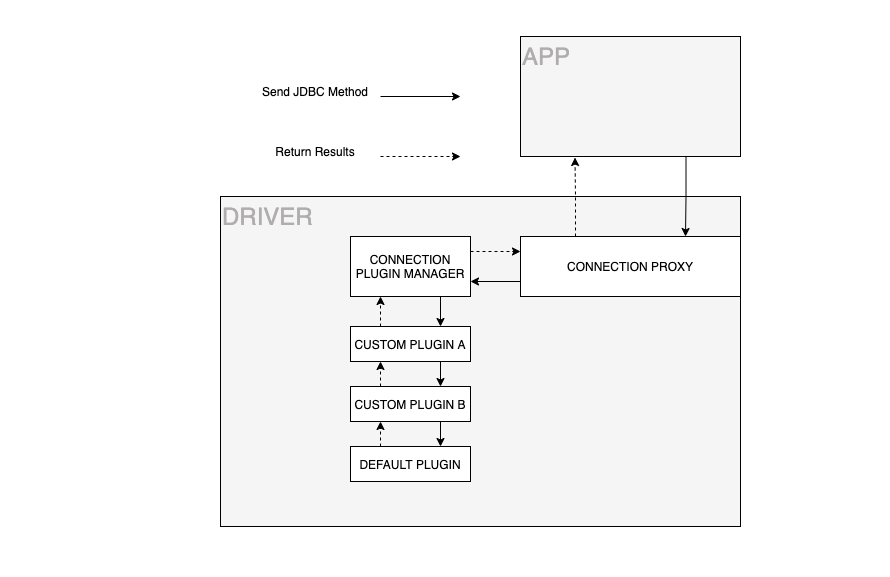 APP
Send JDBC Method
Return Results
DRIVER
CONNECTION
PLUGIN MANAGER
CONNECTION PROXY
CUSTOM PLUGIN A
CUSTOM PLUGIN B
DEFAULT PLUGIN